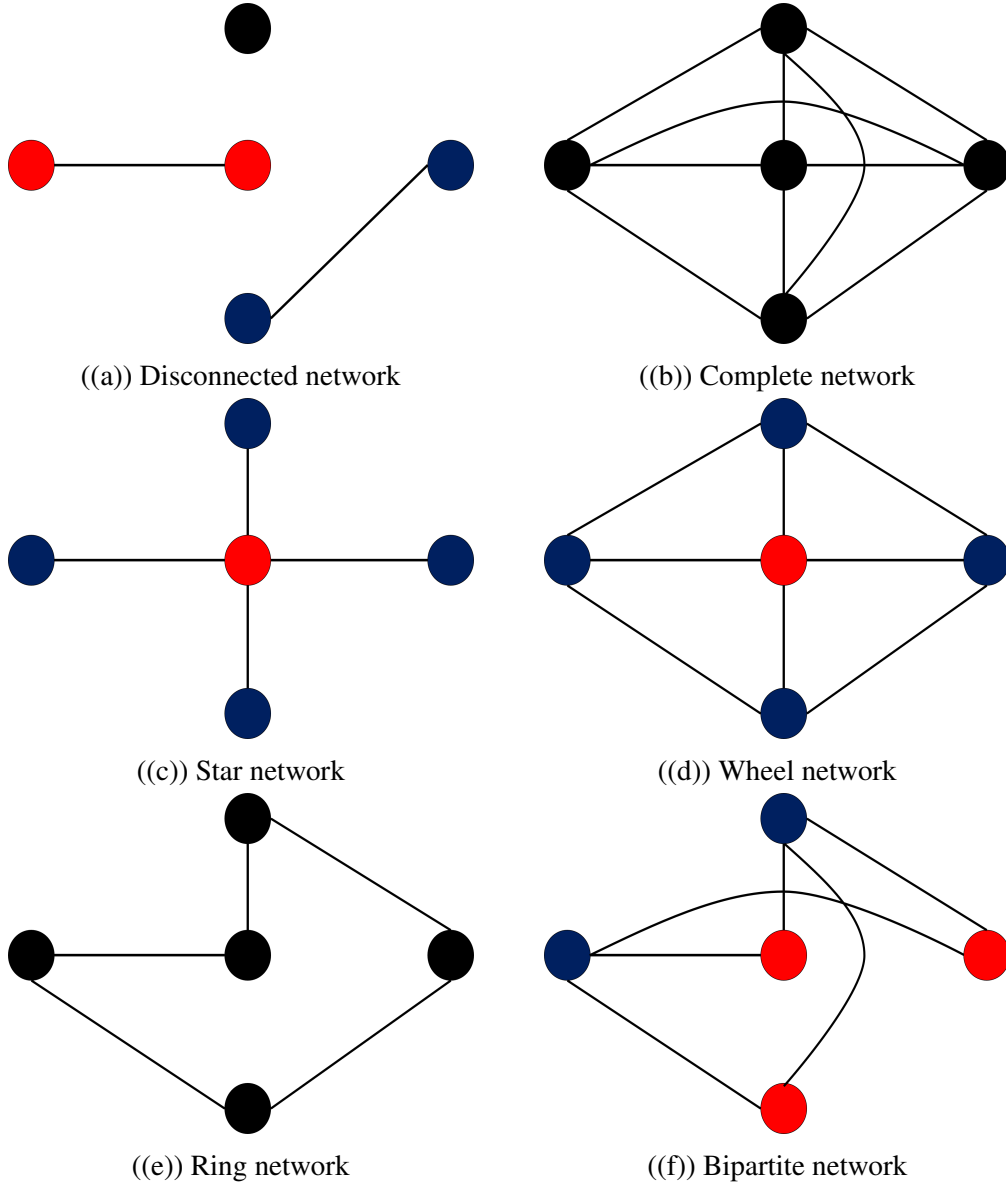 ((a)) Disconnected network
((b)) Complete network
((c)) Star network
((d)) Wheel network
((e)) Ring network
((f)) Bipartite network